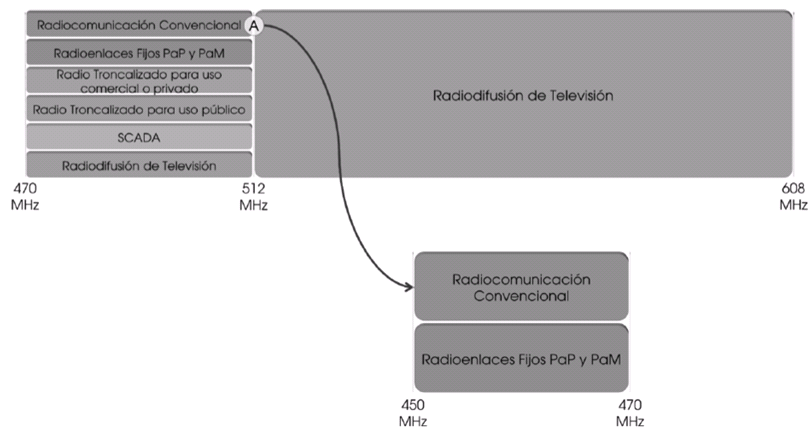 Radiocomunicación Convencional
A
Radioenlaces Fijos PaP y PaM
Radio Troncalizado para uso
comercial o privado
Radio Troncalizado para uso público
SCADA
Radiodifusión de Televisión
Radiodifusión de Televisión
470
MHz
512
MHz
608
MHz
Radiocomunicación
Convencional
Radioenlaces Fijos PaP y PaM
450
MHz
470
MHz